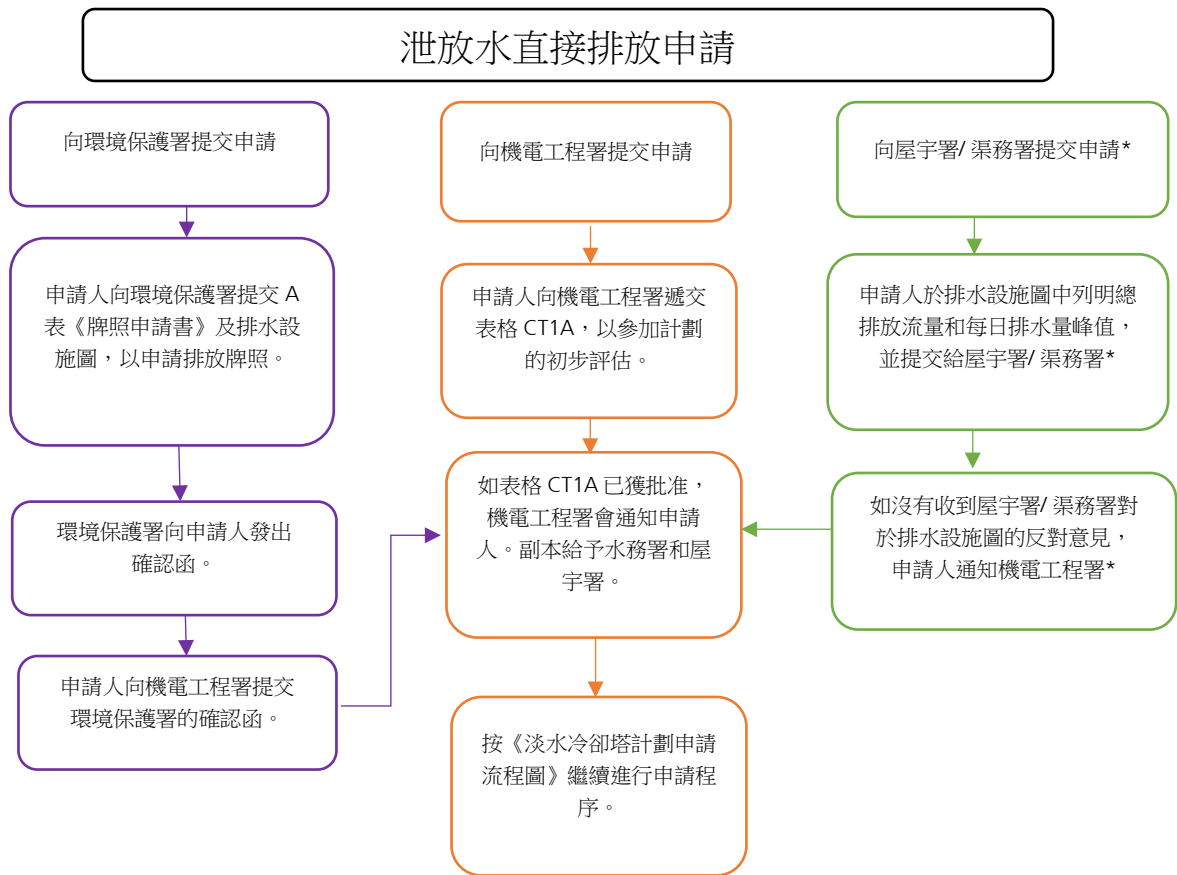 泄放水直接排放申請
向環境保護署提交申請
申請人向環境保護署提交 A
表《牌照申請書》及排水設
施圖，以申請排放牌照。
環境保護署向申請人發出
確認函。
申請人向機電工程署提交
環境保護署的確認函。
向機電工程署提交申請
申請人向機電工程署遞交
表格 CT1A，以參加計劃
的初步評估。
如表格 CT1A 已獲批准，
機電工程署會通知申請
人。副本給予水務署和屋
宇署。
按《淡水冷卻塔計劃申請
流程圖》繼續進行申請程
序。
向屋宇署/ 渠務署提交申請*
申請人於排水設施圖中列明總
排放流量和每日排水量峰值，
並提交給屋宇署/ 渠務署*
如沒有收到屋宇署/ 渠務署對
於排水設施圖的反對意見，
申請人通知機電工程署*